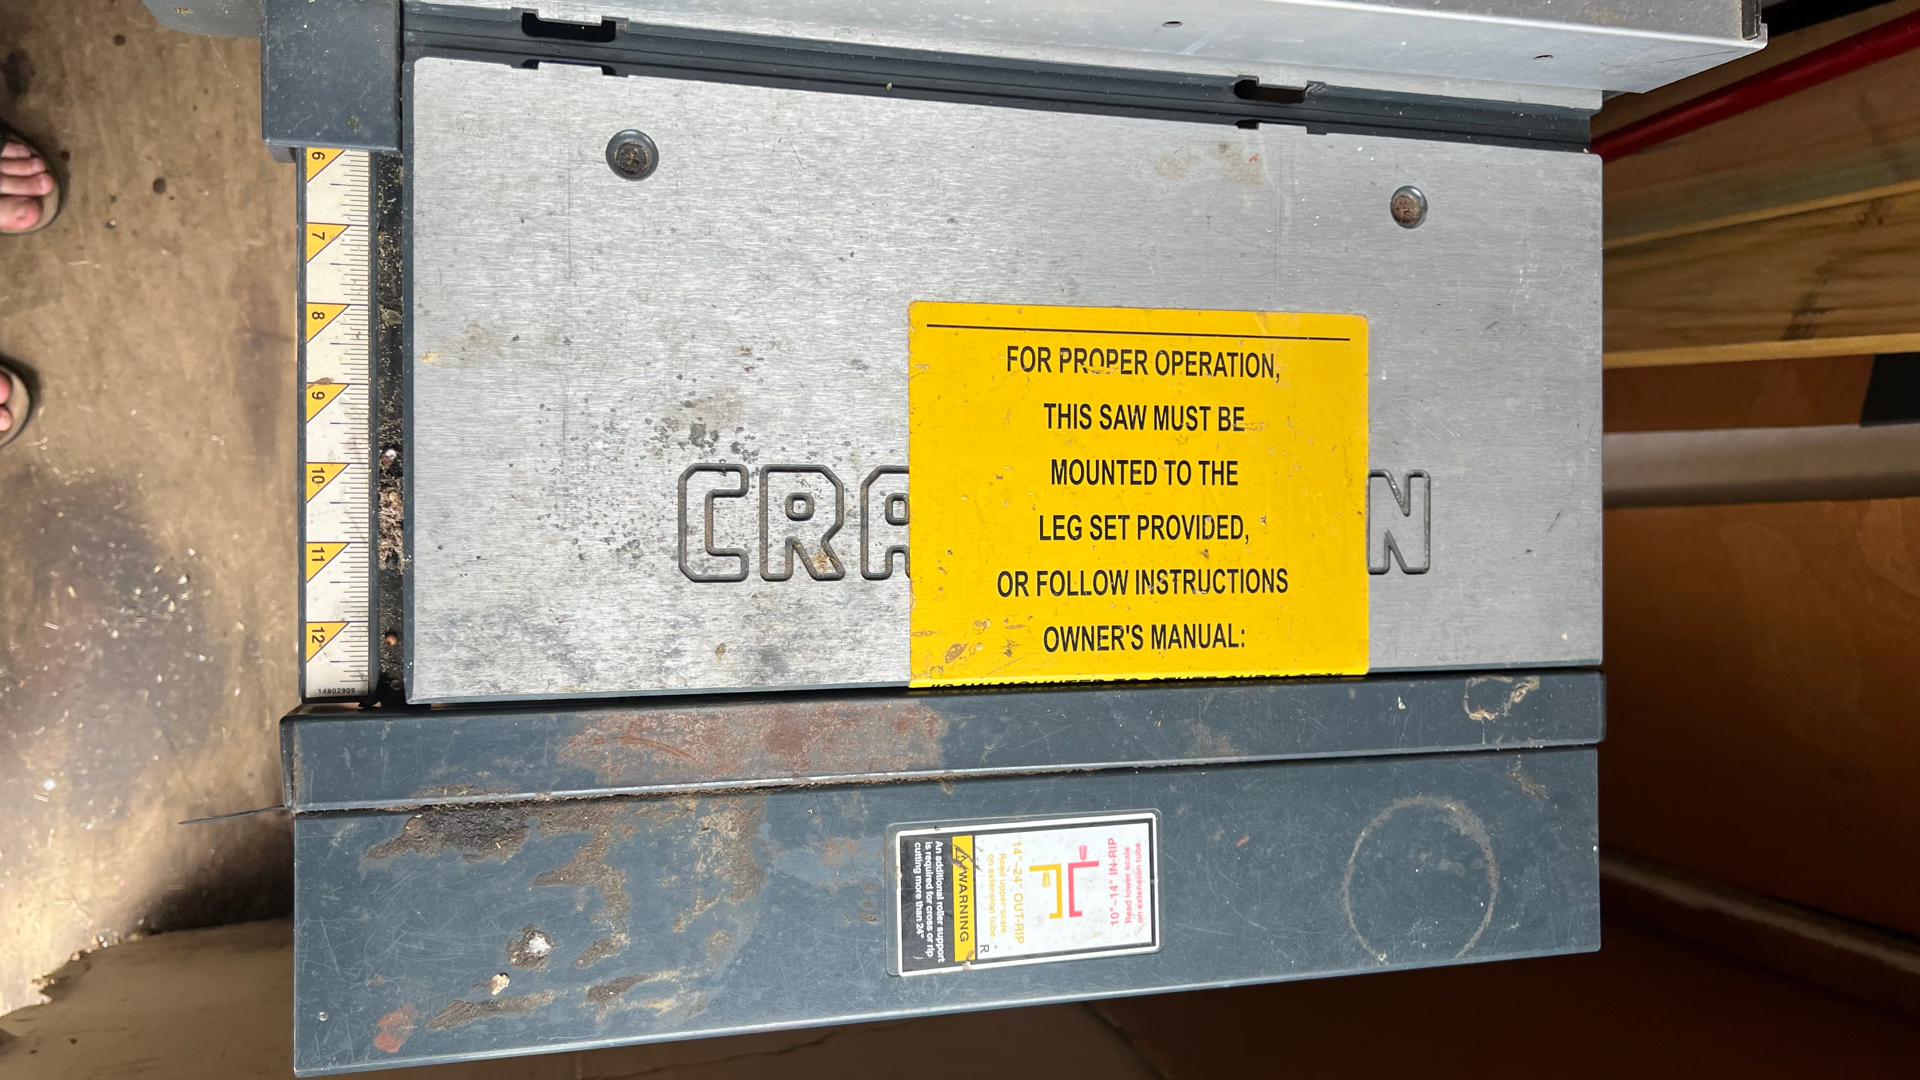 6
7
8
9
10
11
12
14902909
CRA
N
FOR PROPER OPERATION,
THIS SAW MUST BE
MOUNTED TO THE
LEG SET PROVIDED,
OR FOLLOW INSTRUCTIONS
OWNER'S MANUAL:
10"-14" IN-RIP
Read lower scale
on extension tube.
14"-24" OUT-RIP
Read upper scale
on extension tube.
R
WARNING
An additional roller support
is required for cross or rip
cutting more than 24"